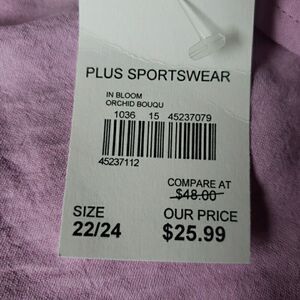 PLUS SPORTSWEAR
IN BLOOM
ORCHID BOUQU
1036 15 45237079
45237112
COMPARE AT
$48.00
SIZE
OUR PRICE
22/24
$25.99